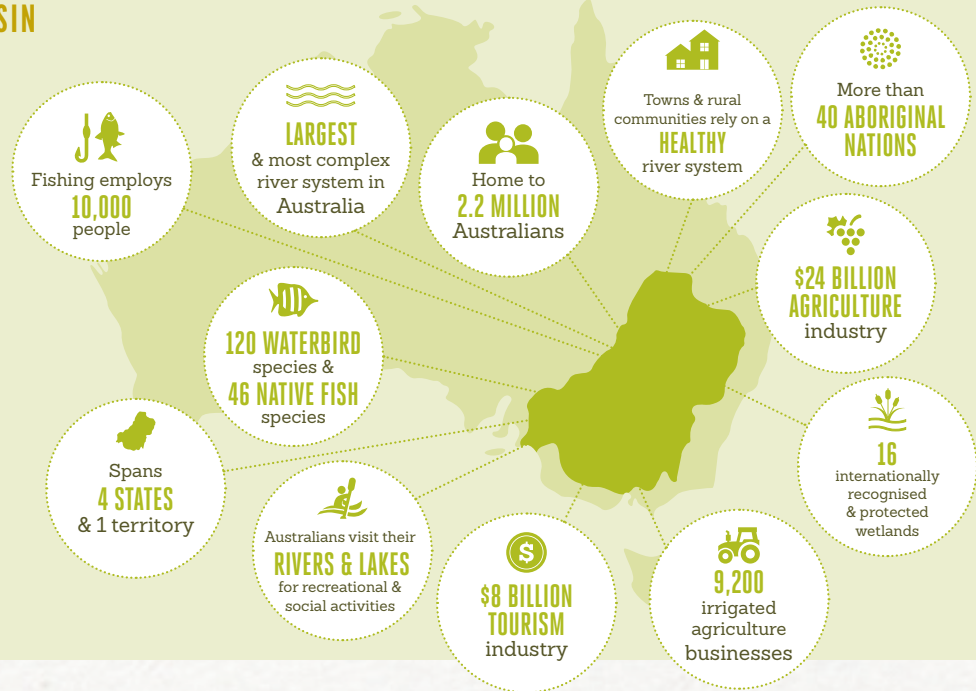 SIN
Fishing employs
10,000
people
LARGEST
& most complex
river system in
Australia
Home to
2.2 MILLION
Australians
Towns & rural
communities rely on a
HEALTHY
river system
More than
40 ABORIGINAL
NATIONS
$24 BILLION
AGRICULTURE
industry
120 WATERBIRD
species &
46 NATIVE FISH
species
Spans
4 STATES
& 1 territory
Australians visit their
RIVERS & LAKES
for recreational &
social activities
$
$8 BILLION
TOURISM
industry
9,200
irrigated
agriculture
businesses
16
internationally
recognised
& protected
wetlands